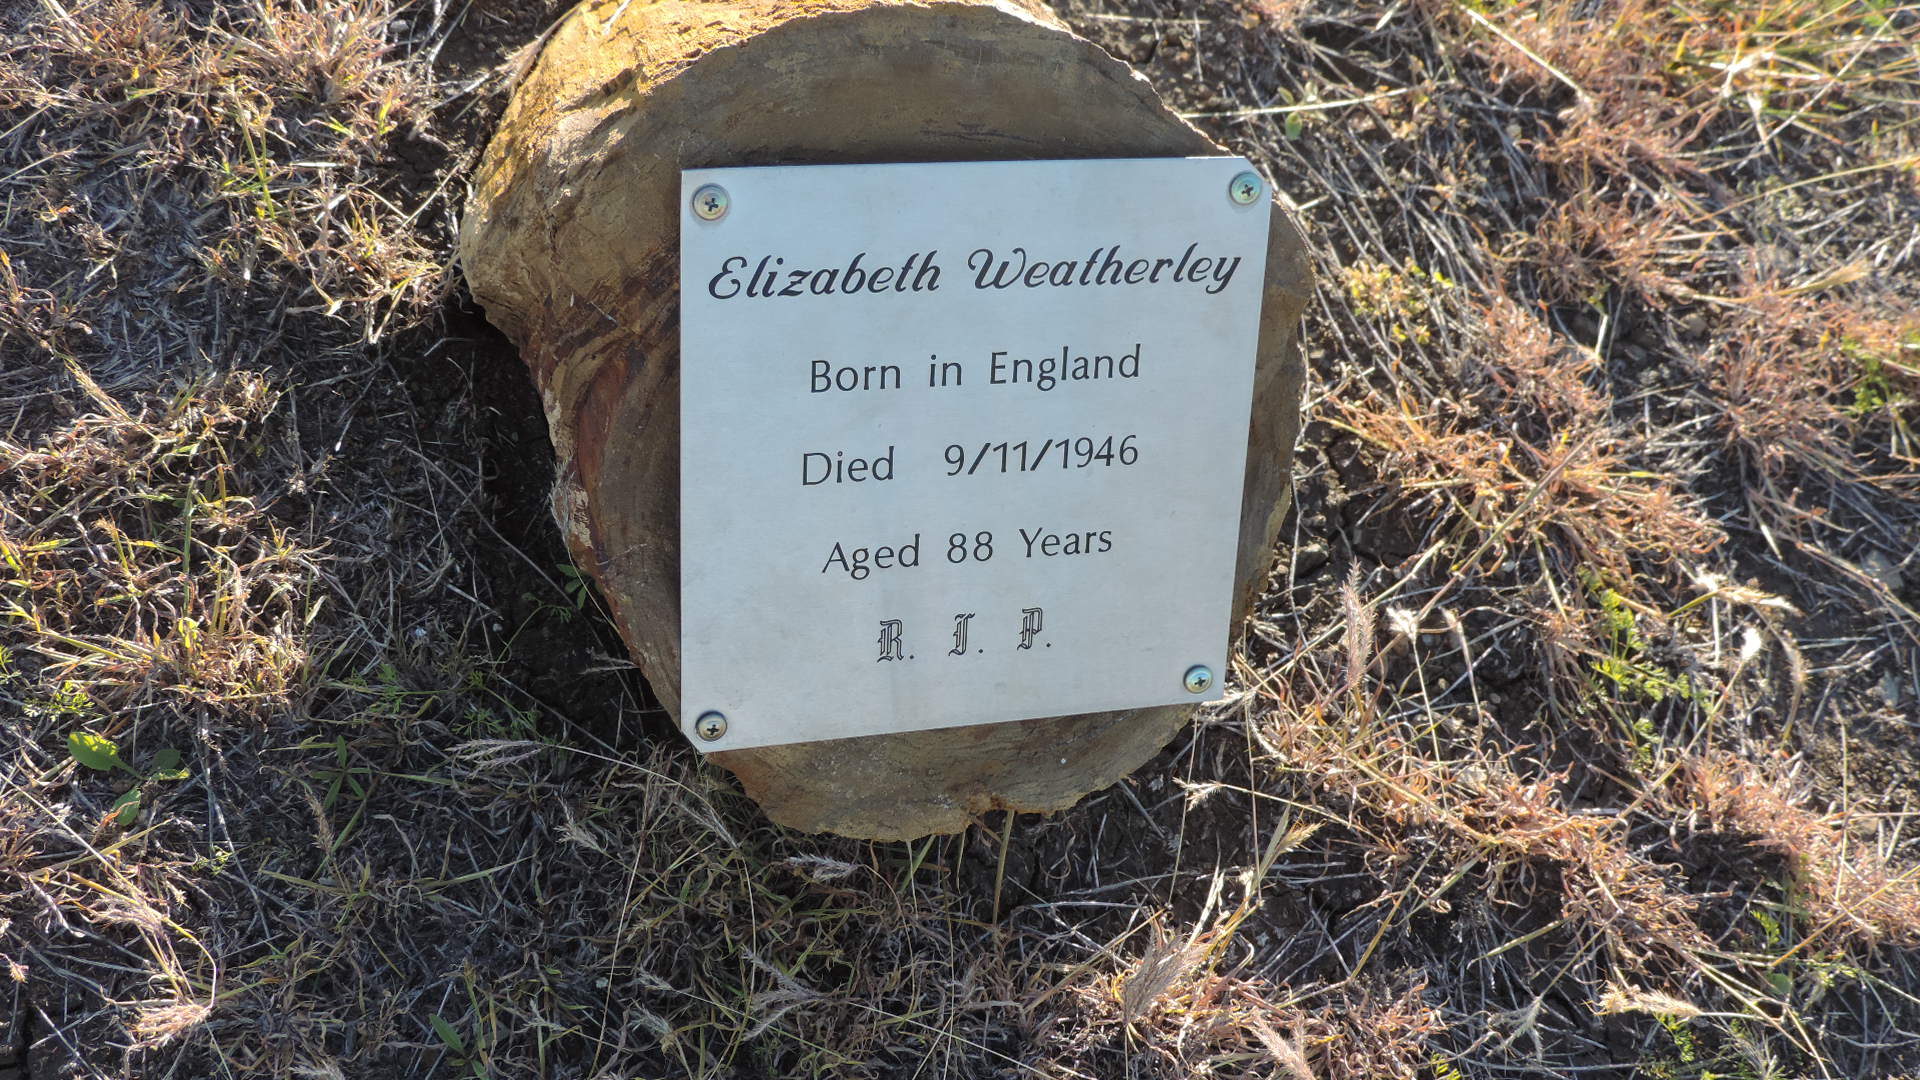 Elizabeth Weatherley
Born in England
Died 9/11/1946
Aged 88 Years
R. I. P.